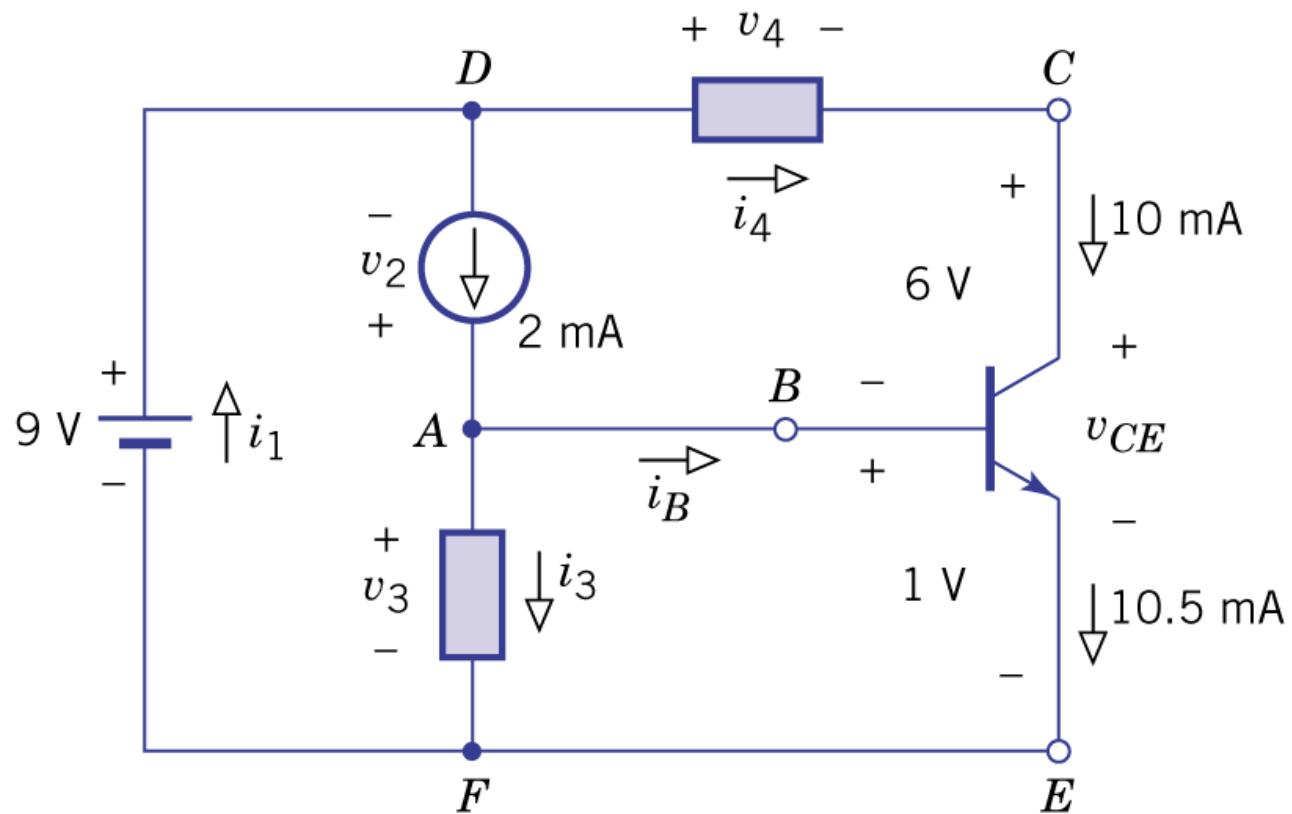 + v4 −
D
C
i4
+
10 mA
−
v2
+
2 mA
6 V
+
9 V
+
−
i1
A
B
−
+
iB
vCE
−
+
v3
−
i3
1 V
10.5 mA
−
F
E